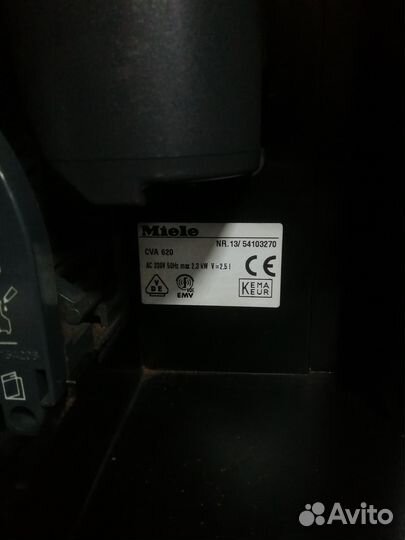 Miele
NR.13/ 54103270
CVA 620
AC 230V 50Hz max 2,3 kW V=2,5 l
CE
VDE
EMV
KEMA
KEUR
Avito